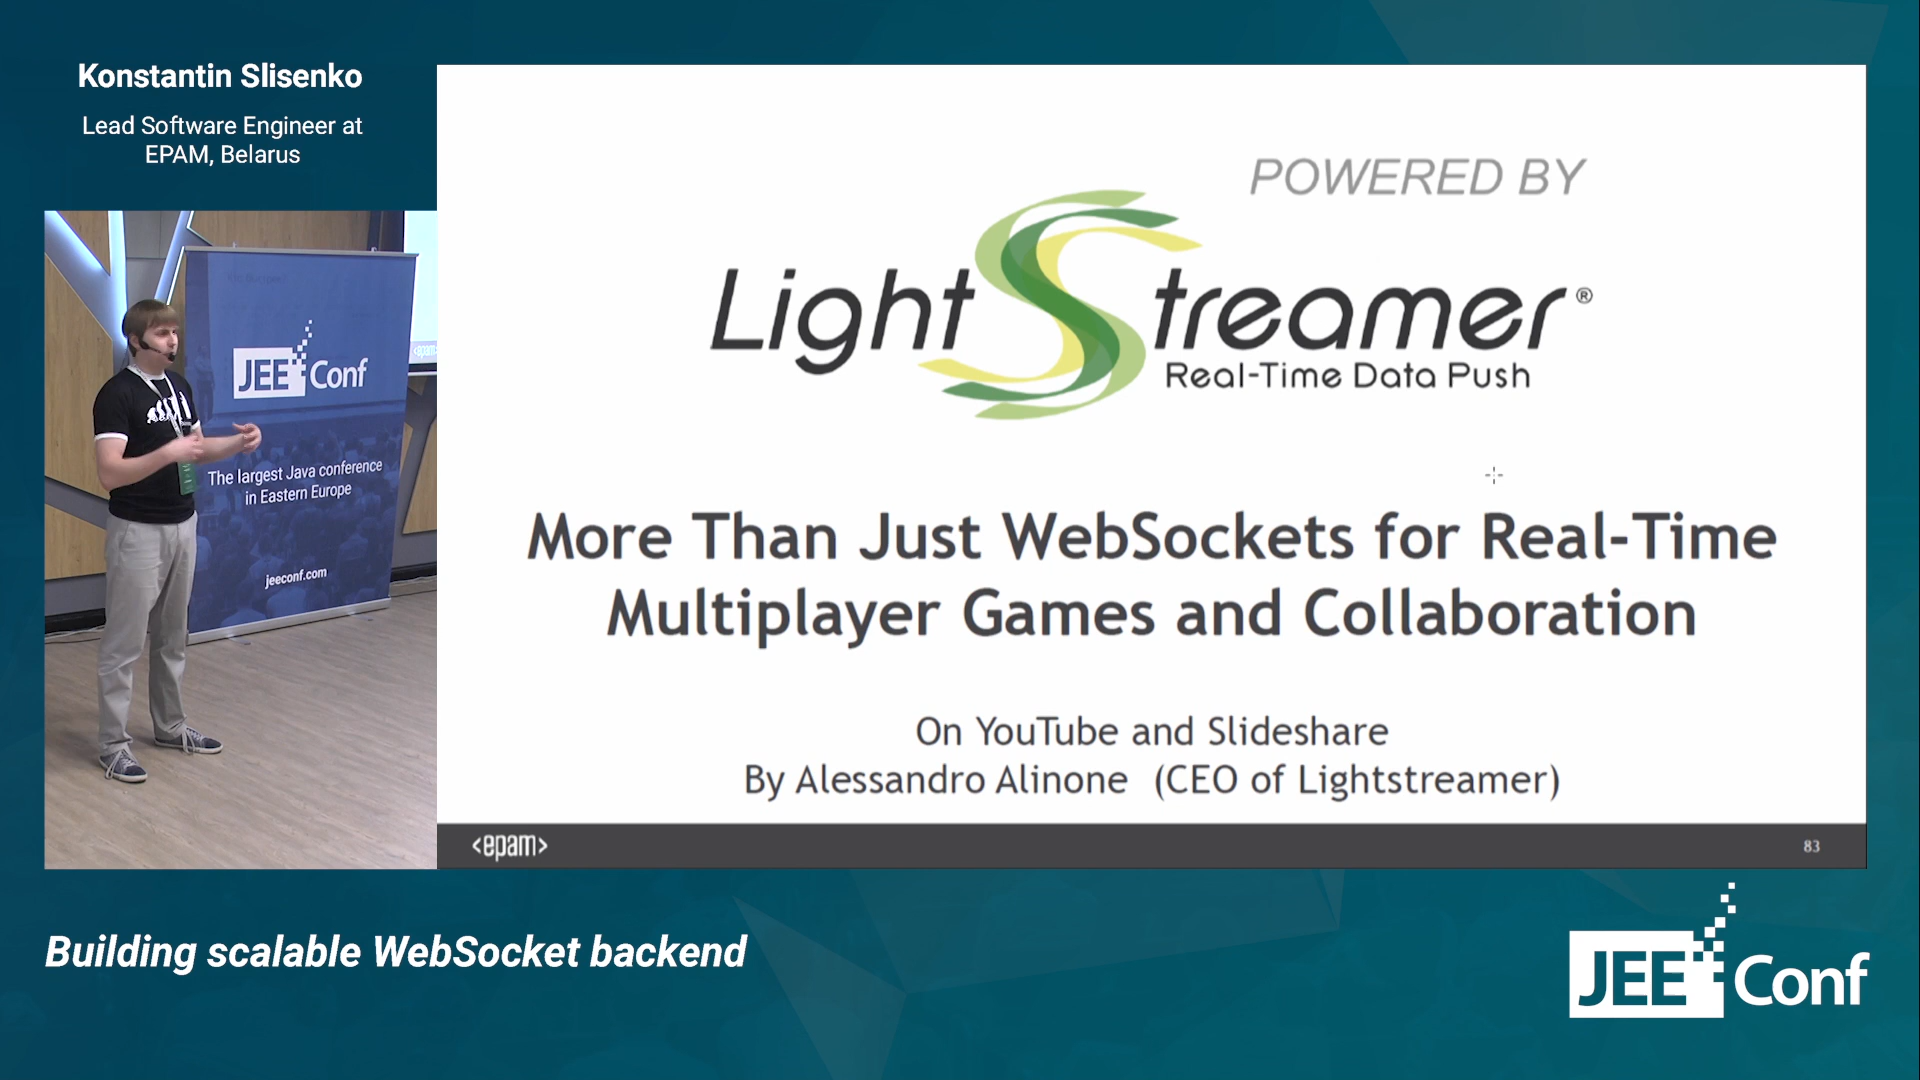 Konstantin Slisenko
Lead Software Engineer at
EPAM, Belarus
JEE Conf
The largest Java conference
in Eastern Europe
jeeconf.com
<epam>
POWERED BY
LightStreamer®
Real-Time Data Push
More Than Just WebSockets for Real-Time
Multiplayer Games and Collaboration
On YouTube and Slideshare
By Alessandro Alinone (CEO of Lightstreamer)
<epam>
83
Building scalable WebSocket backend
JEE Conf